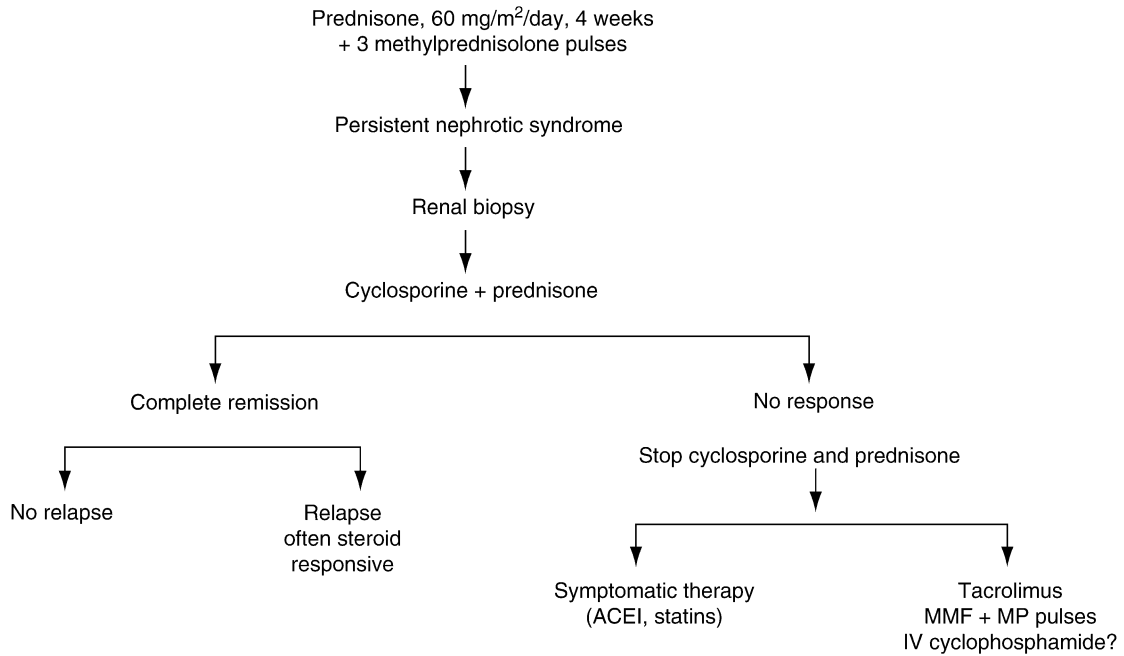 Prednisone, 60 mg/m²/day, 4 weeks
+ 3 methylprednisolone pulses
Persistent nephrotic syndrome
Renal biopsy
Cyclosporine + prednisone
Complete remission
No response
Stop cyclosporine and prednisone
No relapse
Relapse
often steroid
responsive
Symptomatic therapy
(ACEI, statins)
Tacrolimus
MMF + MP pulses
IV cyclophosphamide?